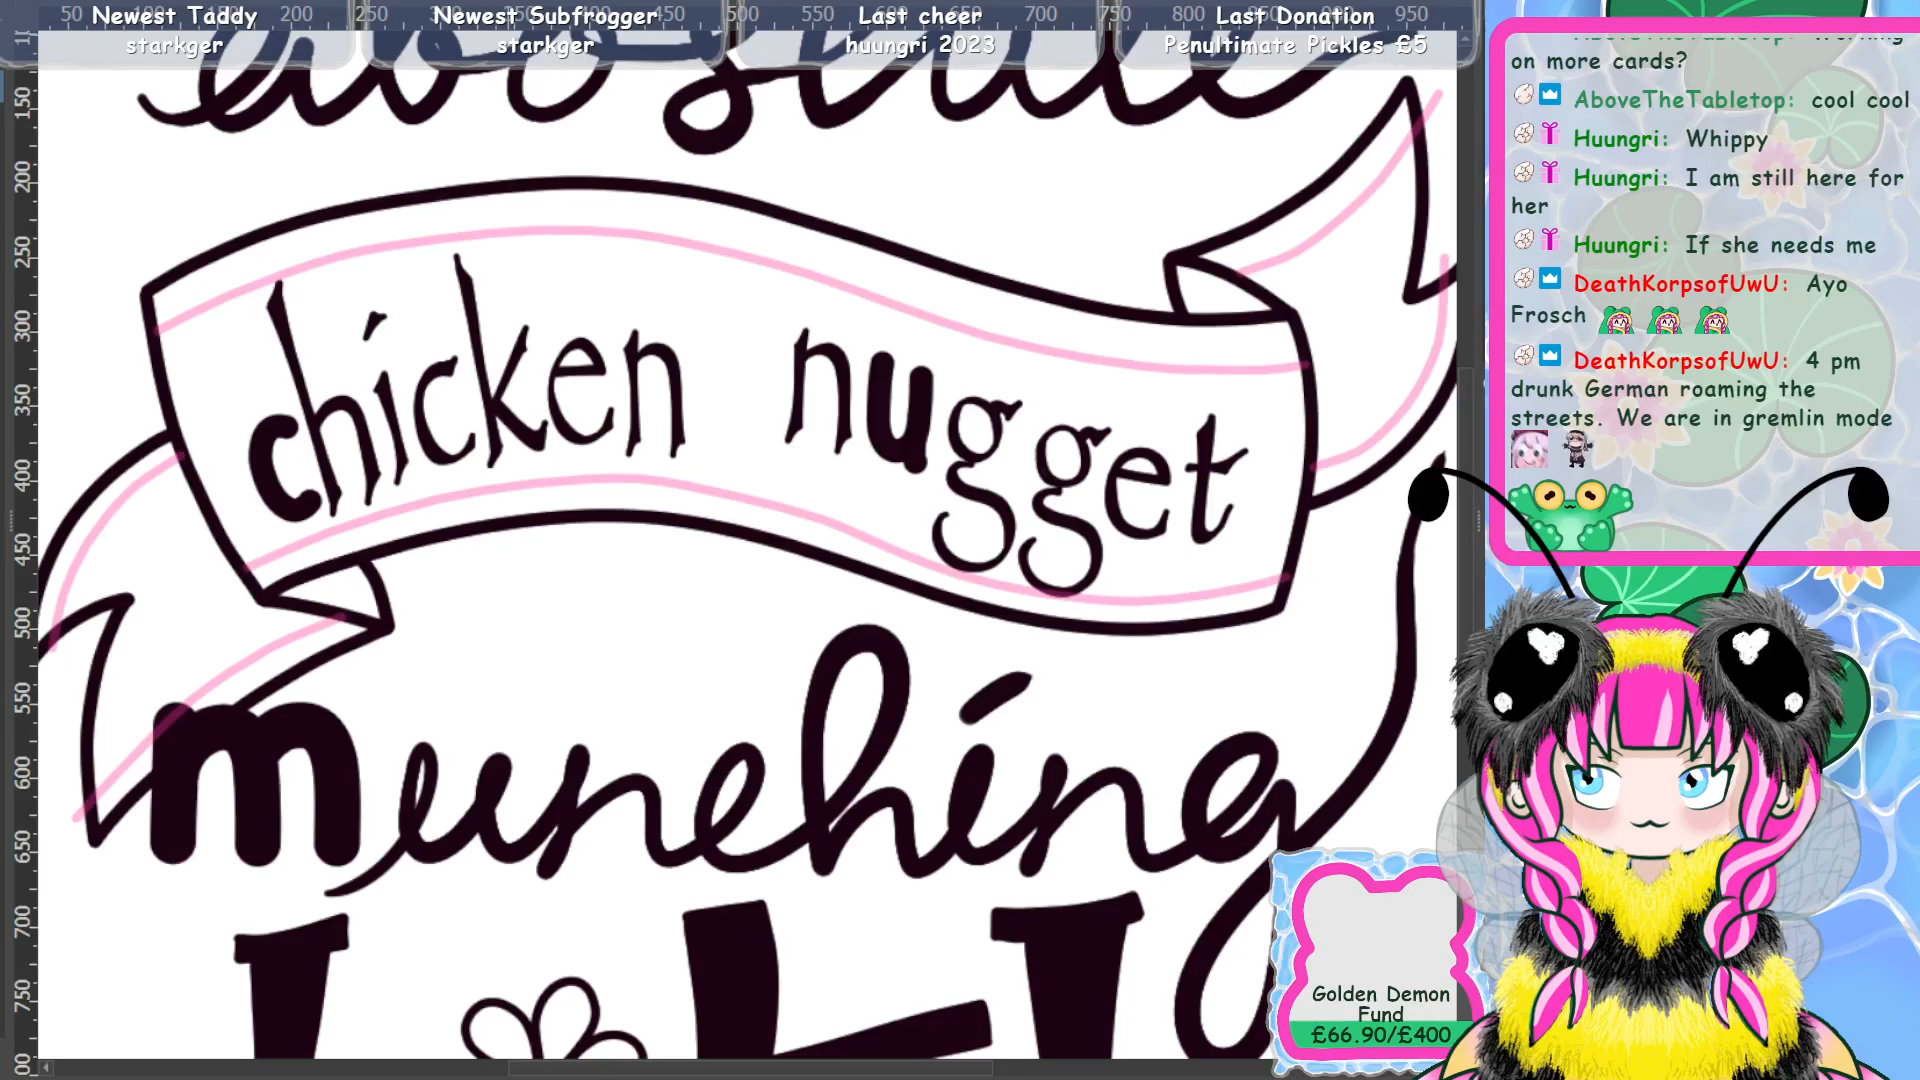 Newest Taddy
starkger
Newest Subfrogger
starkger
Last cheer
huungri 2023
Last Donation
Penultimate Pickles £5
on more cards?
AboveTheTabletop: cool cool
Huungri: Whippy
Huungri: I am still here for
her
Huungri: If she needs me
DeathKorpsofUwU: Ayo
Frosch
DeathKorpsofUwU: 4 pm
drunk German roaming the
streets. We are in gremlin mode
chicken nugget
munching
Golden Demon
Fund
£66.90/£400